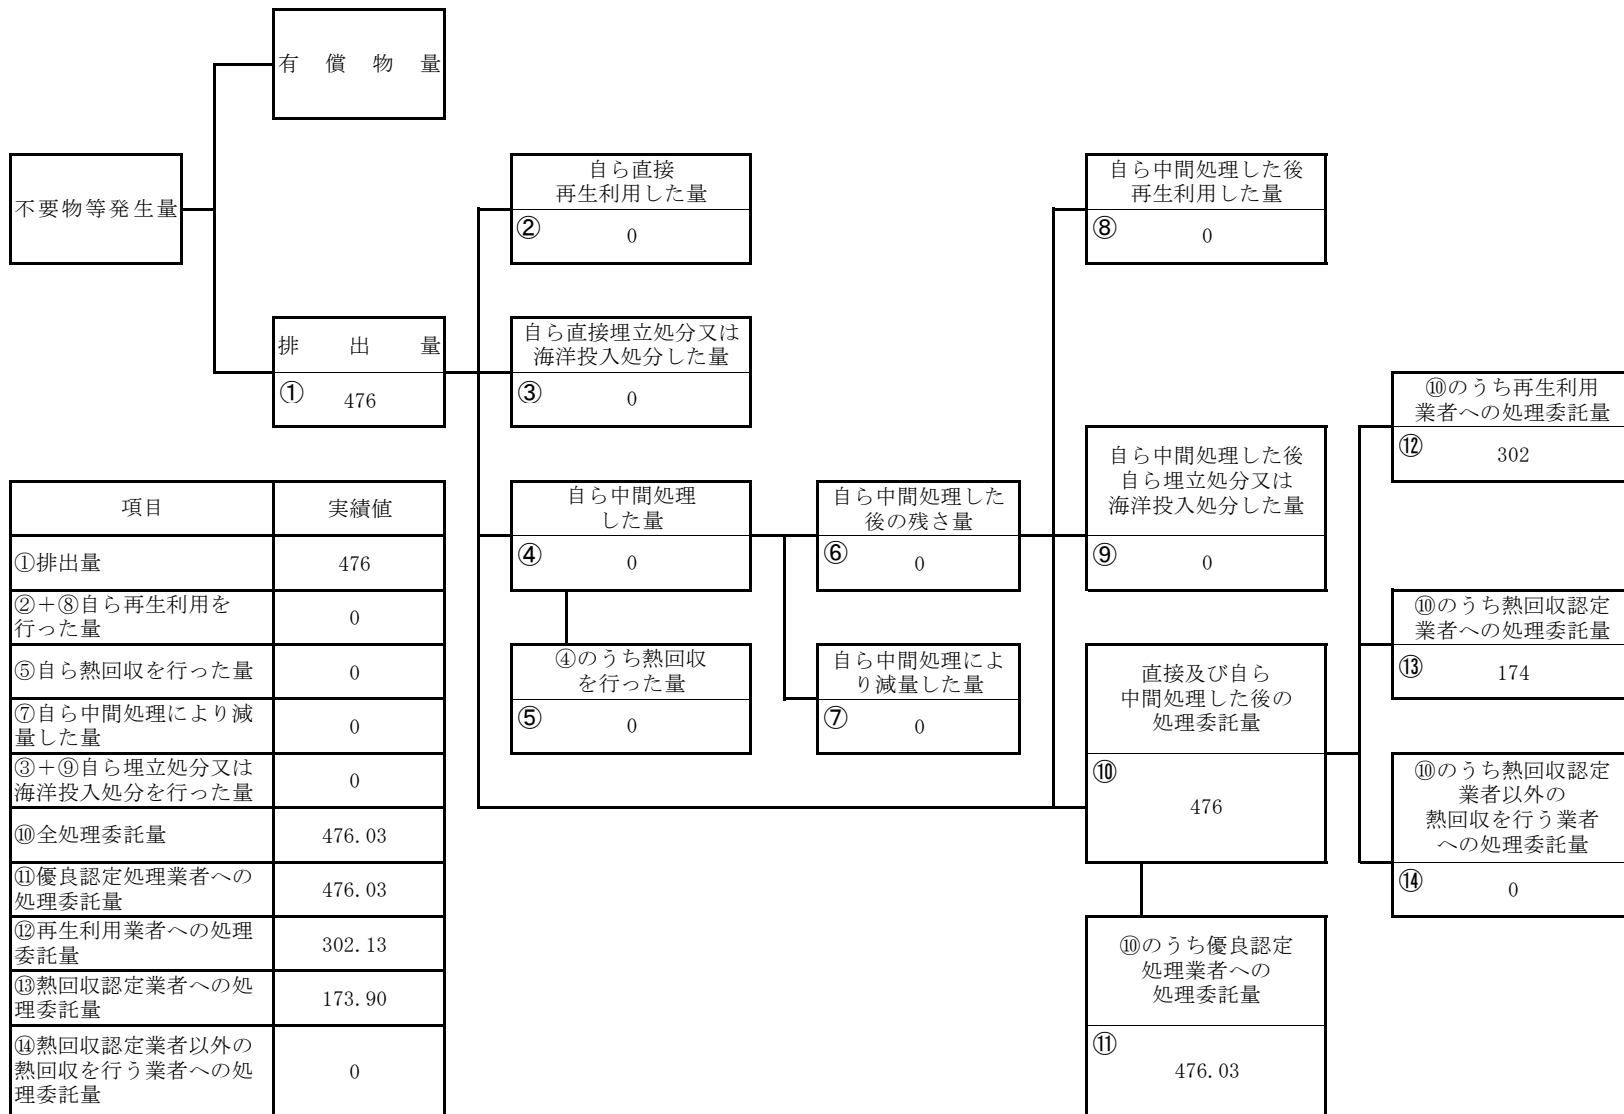 有償物量
不要物等発生量
排出量
①
476
自ら直接
再生利用した量
②
0
自ら直接埋立処分又は
海洋投入処分した量
③
0
自ら中間処理
した量
④
0
④のうち熱回収
を行った量
⑤
0
自ら中間処理した
後の残さ量
⑥
0
自ら中間処理によ
り減量した量
⑦
0
自ら中間処理した後
再生利用した量
⑧
0
自ら中間処理した後
自ら埋立処分又は
海洋投入処分した量
⑨
0
直接及び自ら
中間処理した後の
処理委託量
⑩
476
⑩のうち優良認定
処理業者への
処理委託量
⑪
476.03
⑩のうち再生利用
業者への処理委託量
⑫
302
⑩のうち熱回収認定
業者への処理委託量
⑬
174
⑩のうち熱回収認定
業者以外の
熱回収を行う業者
への処理委託量
⑭
0
項目 実績値
①排出量 476
②＋⑧自ら再生利用を
行った量 0
⑤自ら熱回収を行った量 0
⑦自ら中間処理により減
量した量 0
③＋⑨自ら埋立処分又は
海洋投入処分を行った量 0
⑩全処理委託量 476.03
⑪優良認定処理業者への
処理委託量 476.03
⑫再生利用業者への処理
委託量 302.13
⑬熱回収認定業者への処
理委託量 173.90
⑭熱回収認定業者以外の
熱回収を行う業者への処
理委託量 0